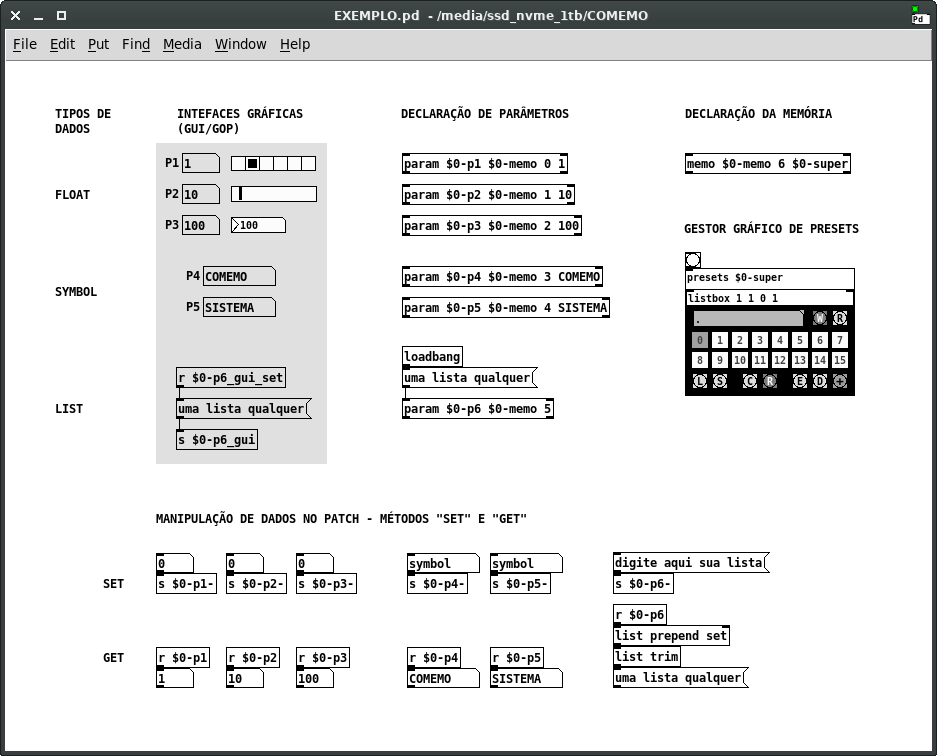 EXEMPLO.pd - /media/ssd_nvme_1tb/COMEMO
Pd
File Edit Put Find Media Window Help
TIPOS DE
DADOS
INTEFACES GRÁFICAS
(GUI/GOP)
DECLARAÇÃO DE PARÂMETROS
DECLARAÇÃO DA MEMÓRIA
P1 1
param $0-p1 $0-memo 0 1
memo $0-memo 6 $0-super
FLOAT
P2 10
param $0-p2 $0-memo 1 10
P3 100
100
param $0-p3 $0-memo 2 100
GESTOR GRÁFICO DE PRESETS
SYMBOL
P4 COMEMO
param $0-p4 $0-memo 3 COMEMO
P5 SISTEMA
param $0-p5 $0-memo 4 SISTEMA
presets $0-super
listbox 1 1 0 1
. W R
0 1 2 3 4 5 6 7
8 9 10 11 12 13 14 15
L S C R E D +
LIST
r $0-p6_gui_set
uma lista qualquer
s $0-p6_gui
loadbang
uma lista qualquer
param $0-p6 $0-memo 5
MANIPULAÇÃO DE DADOS NO PATCH - MÉTODOS "SET" E "GET"
0 0 0 symbol symbol digite aqui sua lista
SET s $0-p1- s $0-p2- s $0-p3- s $0-p4- s $0-p5- s $0-p6-
r $0-p6
list prepend set
GET r $0-p1 r $0-p2 r $0-p3 r $0-p4 r $0-p5 list trim
1 10 100 COMEMO SISTEMA uma lista qualquer